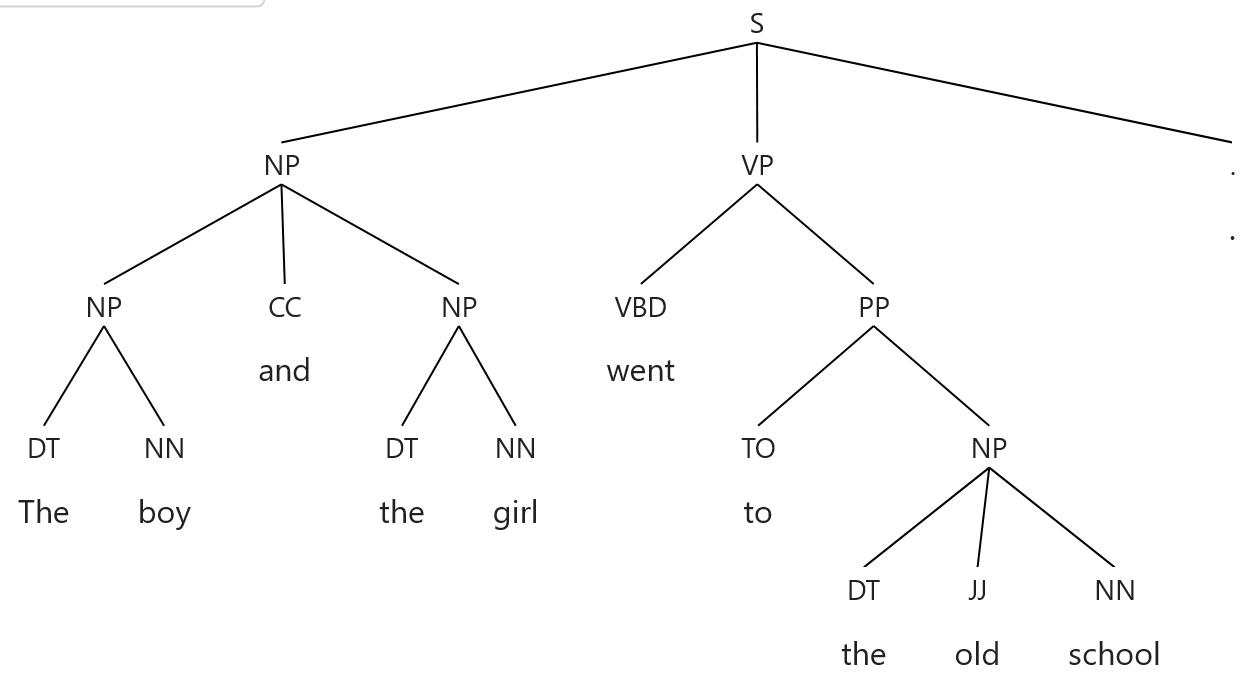 S
NP VP .
.
NP CC NP VBD PP
and went
DT NN DT NN TO NP
The boy the girl to
DT JJ NN
the old school